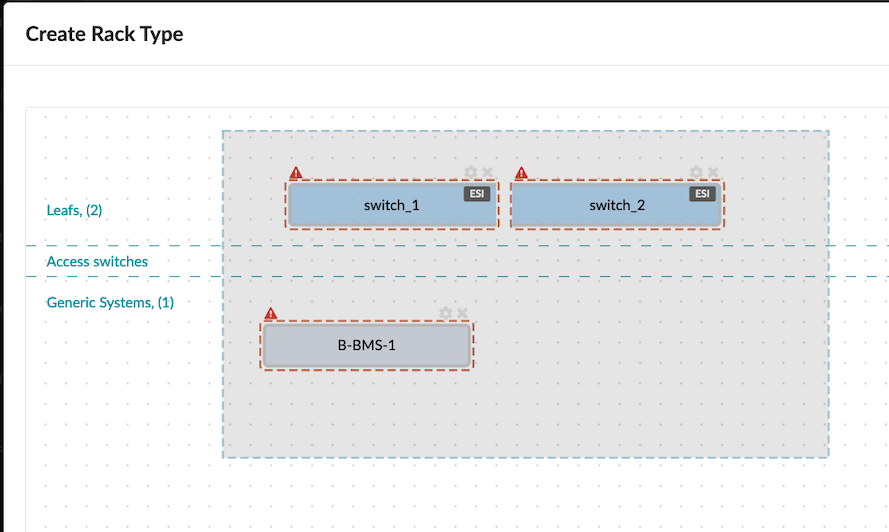 Create Rack Type
ESI
ESI
switch_1
switch_2
Leafs, (2)
Access switches
Generic Systems, (1)
B-BMS-1